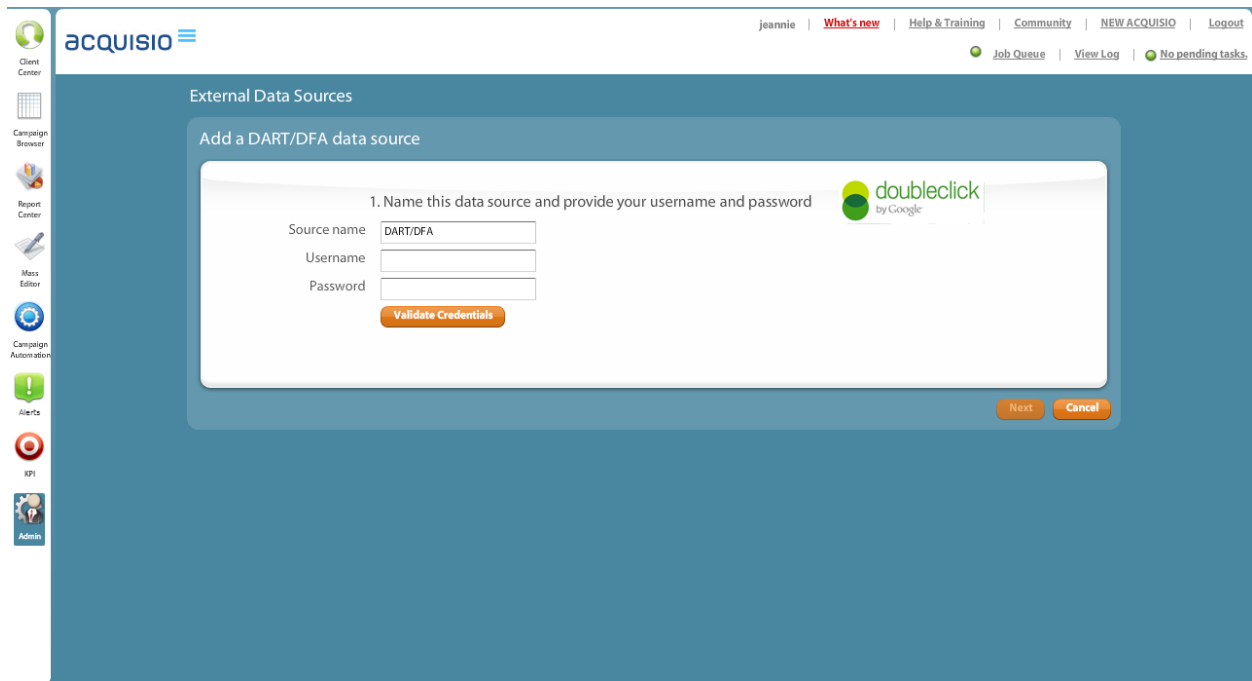 jeannie | What's new | Help & Training | Community | NEW ACQUISIO | Logout
acquisio
Job Queue | View Log | No pending tasks.
Client
Center
Campaign
Browser
Report
Center
Mass
Editor
Campaign
Automation
Alerts
KPI
Admin
External Data Sources
Add a DART/DFA data source
1. Name this data source and provide your username and password
doubleclick
by Google
Source name DART/DFA
Username
Password
Validate Credentials
Next Cancel